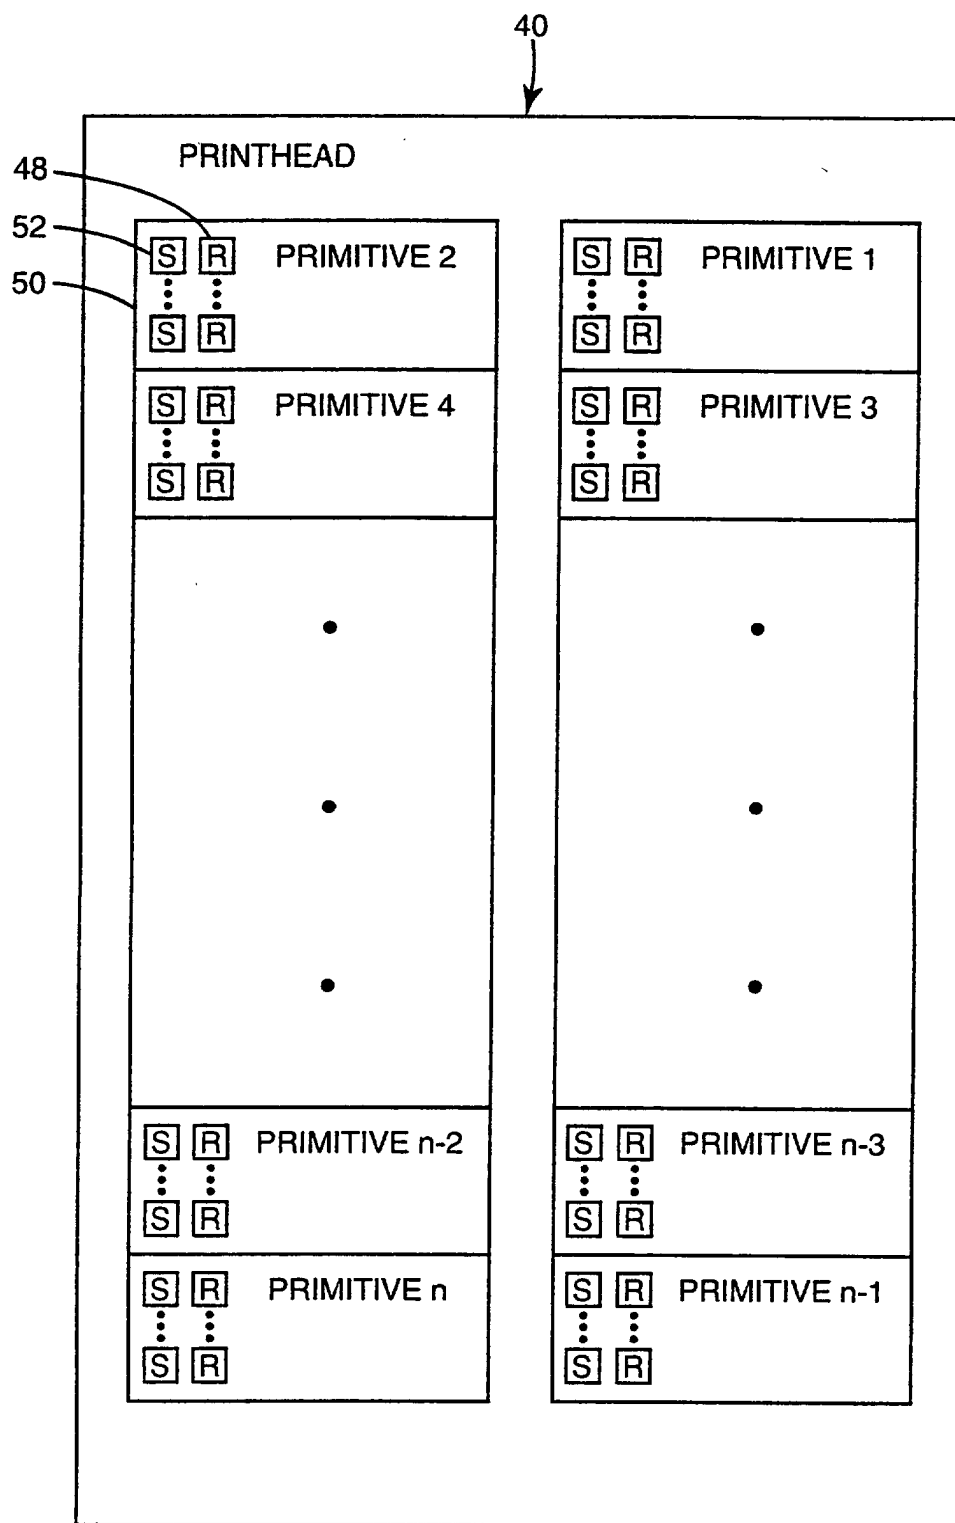 40
PRINTHEAD
48
52
50
S R PRIMITIVE 2
S R
S R PRIMITIVE 1
S R
S R PRIMITIVE 4
S R
S R PRIMITIVE 3
S R
S R PRIMITIVE n-2
S R
S R PRIMITIVE n-3
S R
S R PRIMITIVE n
S R
S R PRIMITIVE n-1
S R